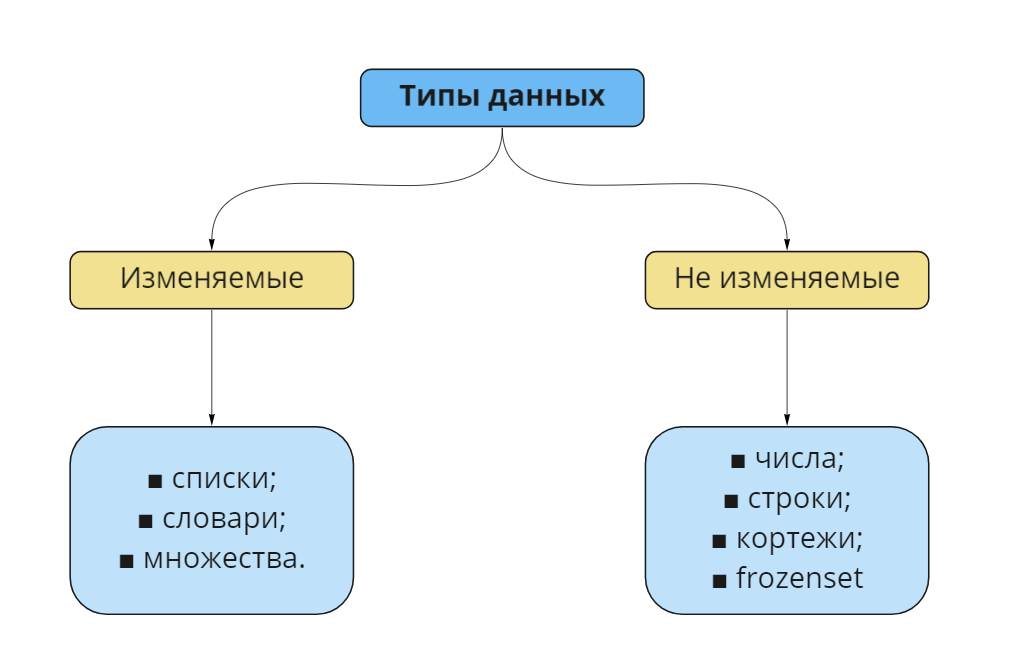 Типы данных
Изменяемые
Не изменяемые
▪ списки;
▪ словари;
▪ множества.
▪ числа;
▪ строки;
▪ кортежи;
▪ frozenset